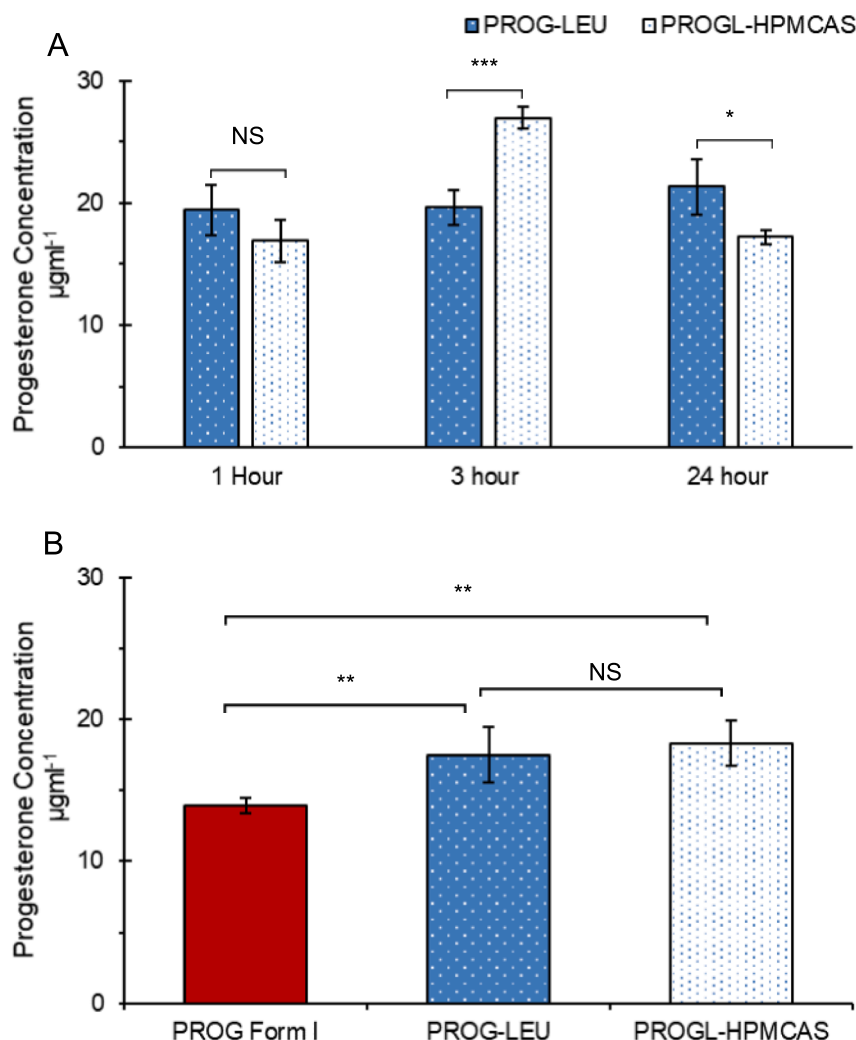 PROG-LEU PROGL-HPMCAS
A
***
30
*
NS
20
10
0
Progesterone Concentration
µgml-1
1 Hour 3 hour 24 hour
B
30
**
**
NS
20
10
0
Progesterone Concentration
µgml-1
PROG Form I PROG-LEU PROGL-HPMCAS